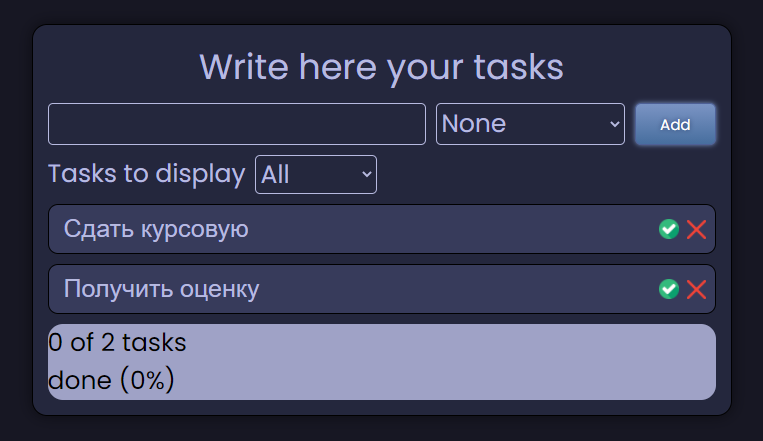 Write here your tasks
None
Add
Tasks to display All
Сдать курсовую
Получить оценку
0 of 2 tasks
done (0%)